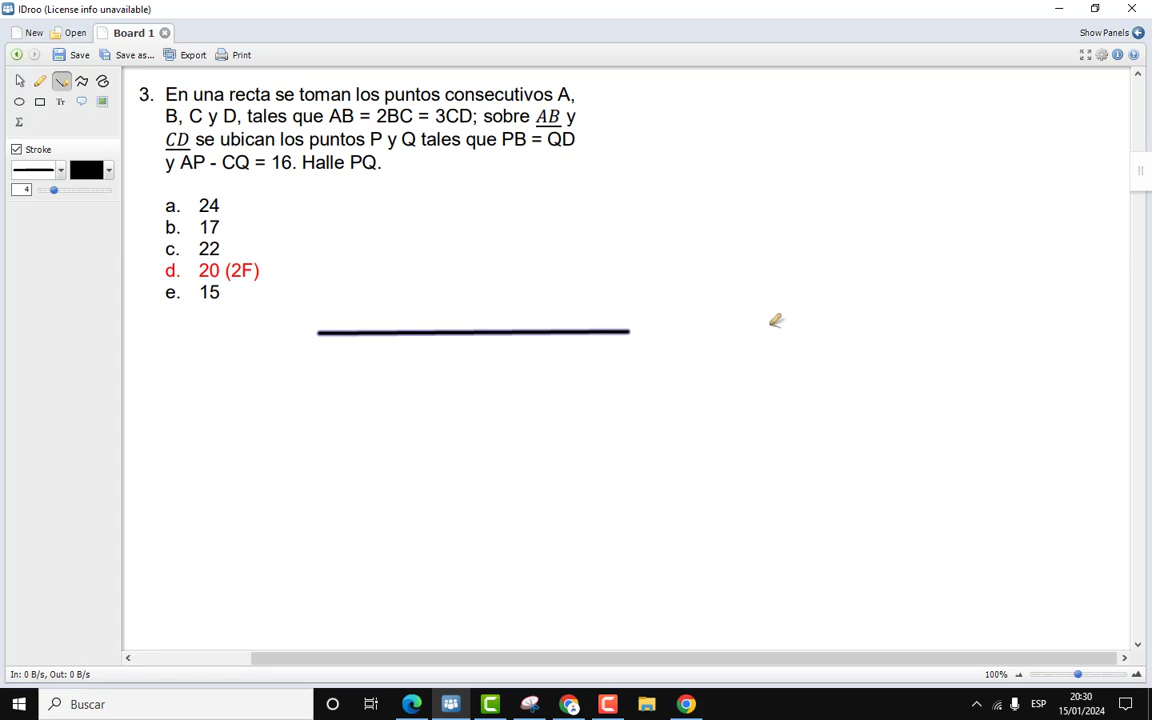 IDroo (License info unavailable)
New Open Board 1 Show Panels
Save Save as... Export Print
Tr
Σ
Stroke
4
3. En una recta se toman los puntos consecutivos A,
B, C y D, tales que AB = 2BC = 3CD; sobre AB y
CD se ubican los puntos P y Q tales que PB = QD
y AP - CQ = 16. Halle PQ.
a. 24
b. 17
c. 22
d. 20 (2F)
e. 15
In: 0 B/s, Out: 0 B/s 100%
Buscar ESP 20:30
15/01/2024